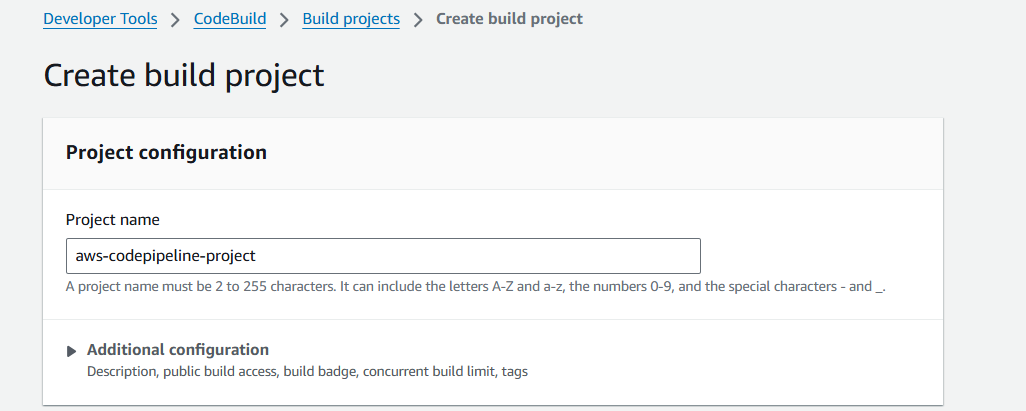 Developer Tools > CodeBuild > Build projects > Create build project
Create build project
Project configuration
Project name
aws-codepipeline-project
A project name must be 2 to 255 characters. It can include the letters A-Z and a-z, the numbers 0-9, and the special characters - and _.
Additional configuration
Description, public build access, build badge, concurrent build limit, tags